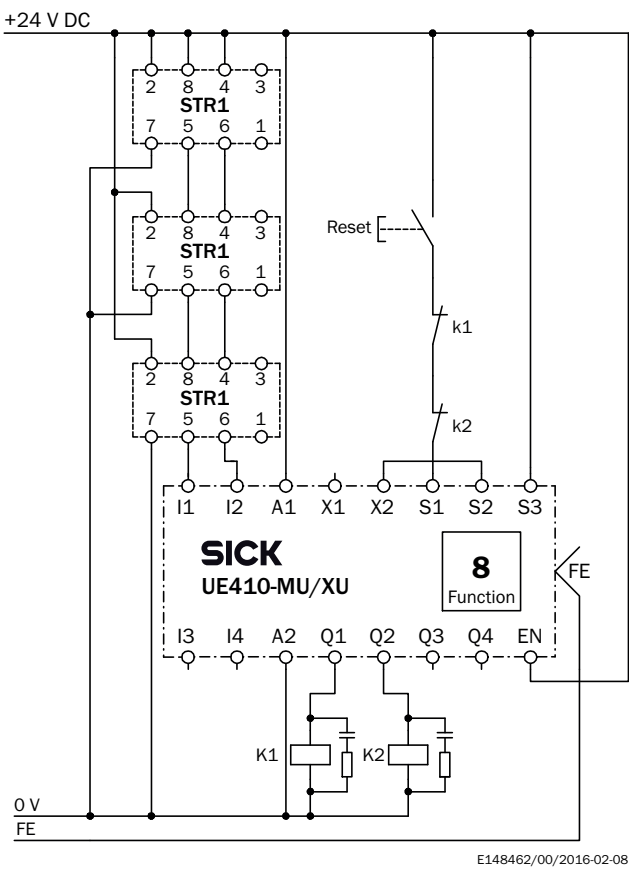 +24 V DC
2 8 4 3
STR1
7 5 6 1
2 8 4 3
STR1
7 5 6 1
Reset
k1
2 8 4 3
STR1
7 5 6 1
k2
I1 I2 A1 X1 X2 S1 S2 S3
SICK
UE410-MU/XU
8
Function
FE
I3 I4 A2 Q1 Q2 Q3 Q4 EN
K1 K2
0 V
FE
E148462/00/2016-02-08